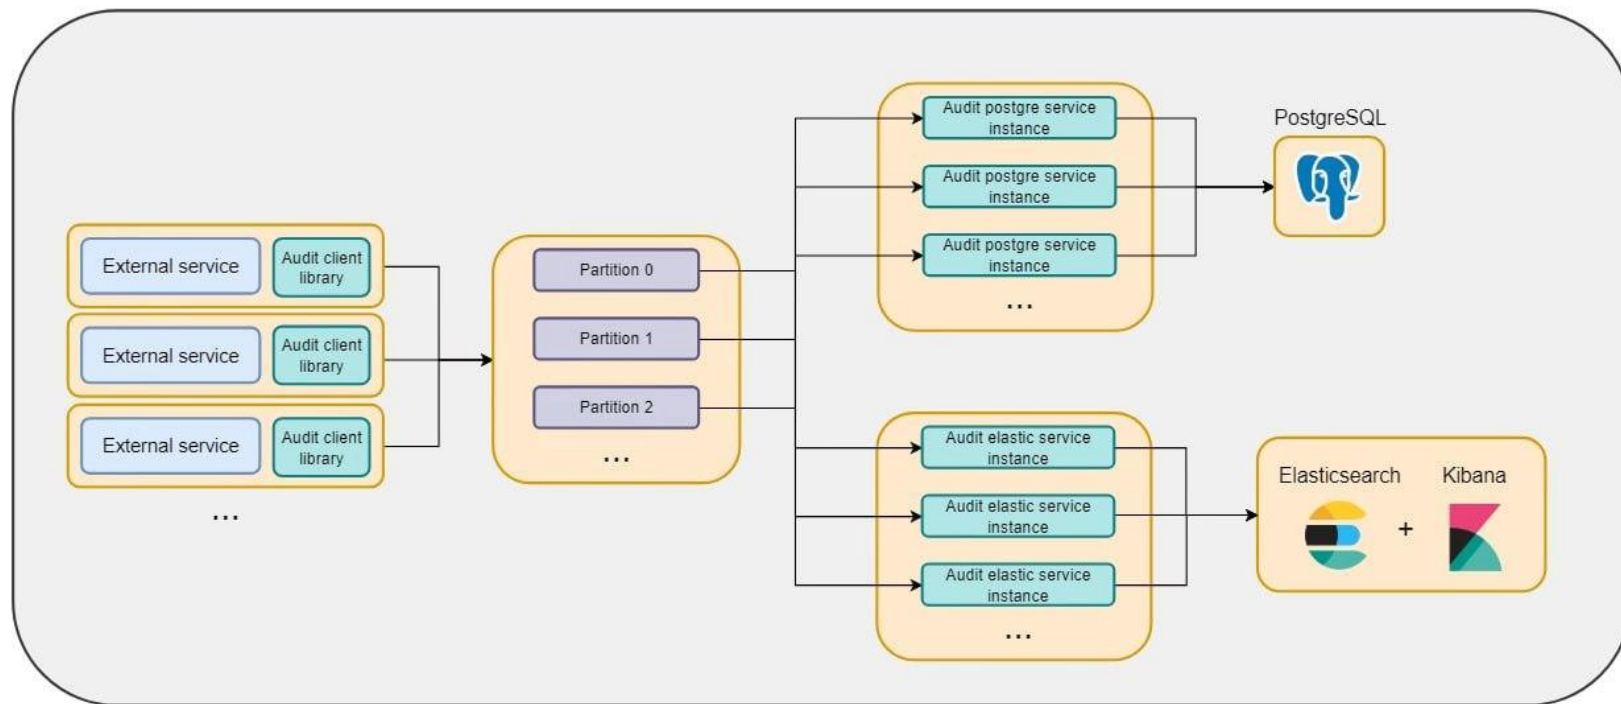 External service
Audit client
library
External service
Audit client
library
External service
Audit client
library
...
Partition 0
Partition 1
Partition 2
...
Audit postgre service
instance
Audit postgre service
instance
Audit postgre service
instance
...
PostgreSQL
Audit elastic service
instance
Audit elastic service
instance
Audit elastic service
instance
...
Elasticsearch
+
Kibana